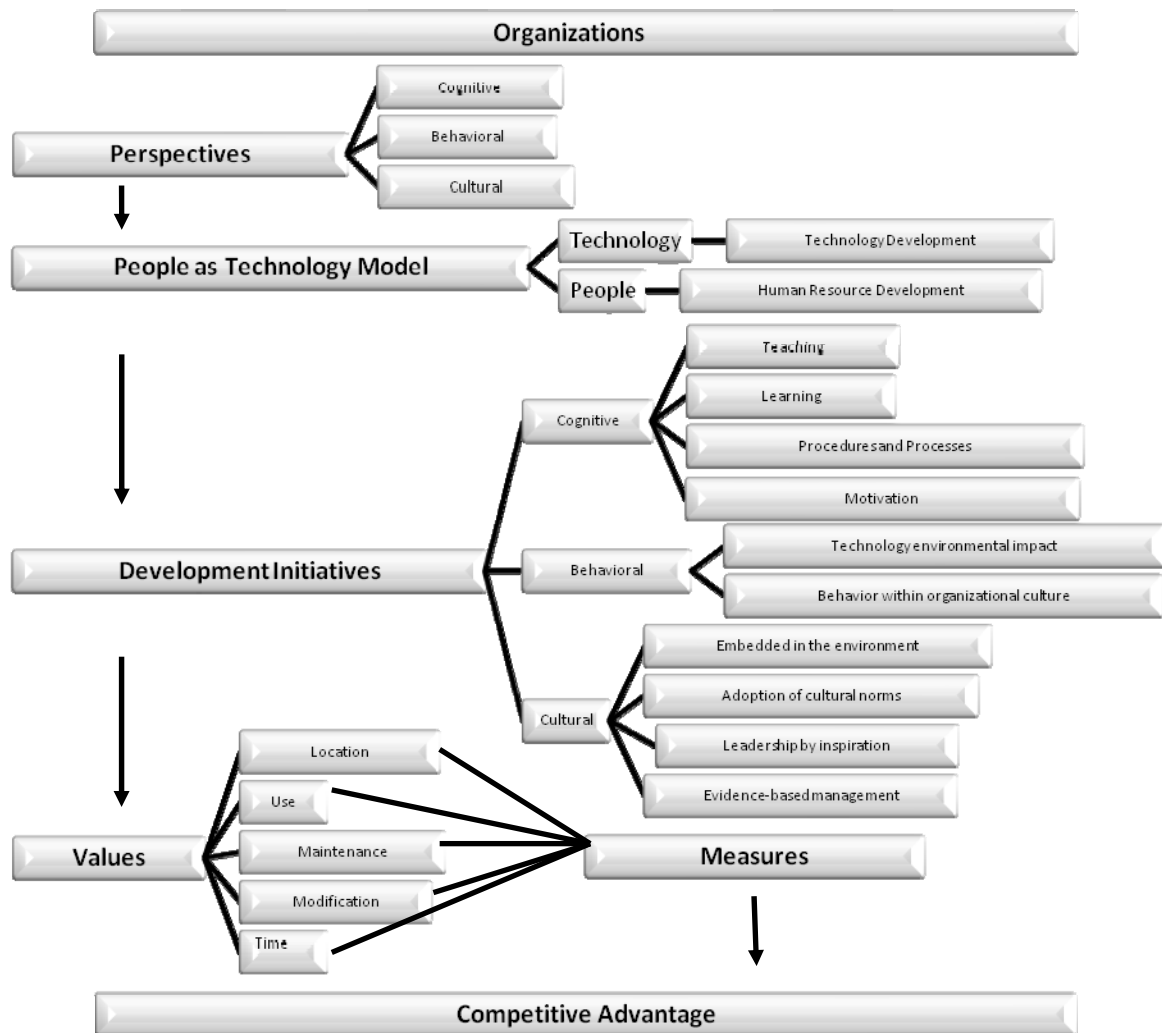 Organizations
Cognitive
Behavioral
Perspectives
Cultural
Technology
Technology Development
People as Technology Model
People
Human Resource Development
Teaching
Learning
Cognitive
Procedures and Processes
Motivation
Technology environmental impact
Development Initiatives
Behavioral
Behavior within organizational culture
Embedded in the environment
Adoption of cultural norms
Cultural
Leadership by inspiration
Evidence-based management
Location
Use
Values
Maintenance
Measures
Modification
Time
Competitive Advantage